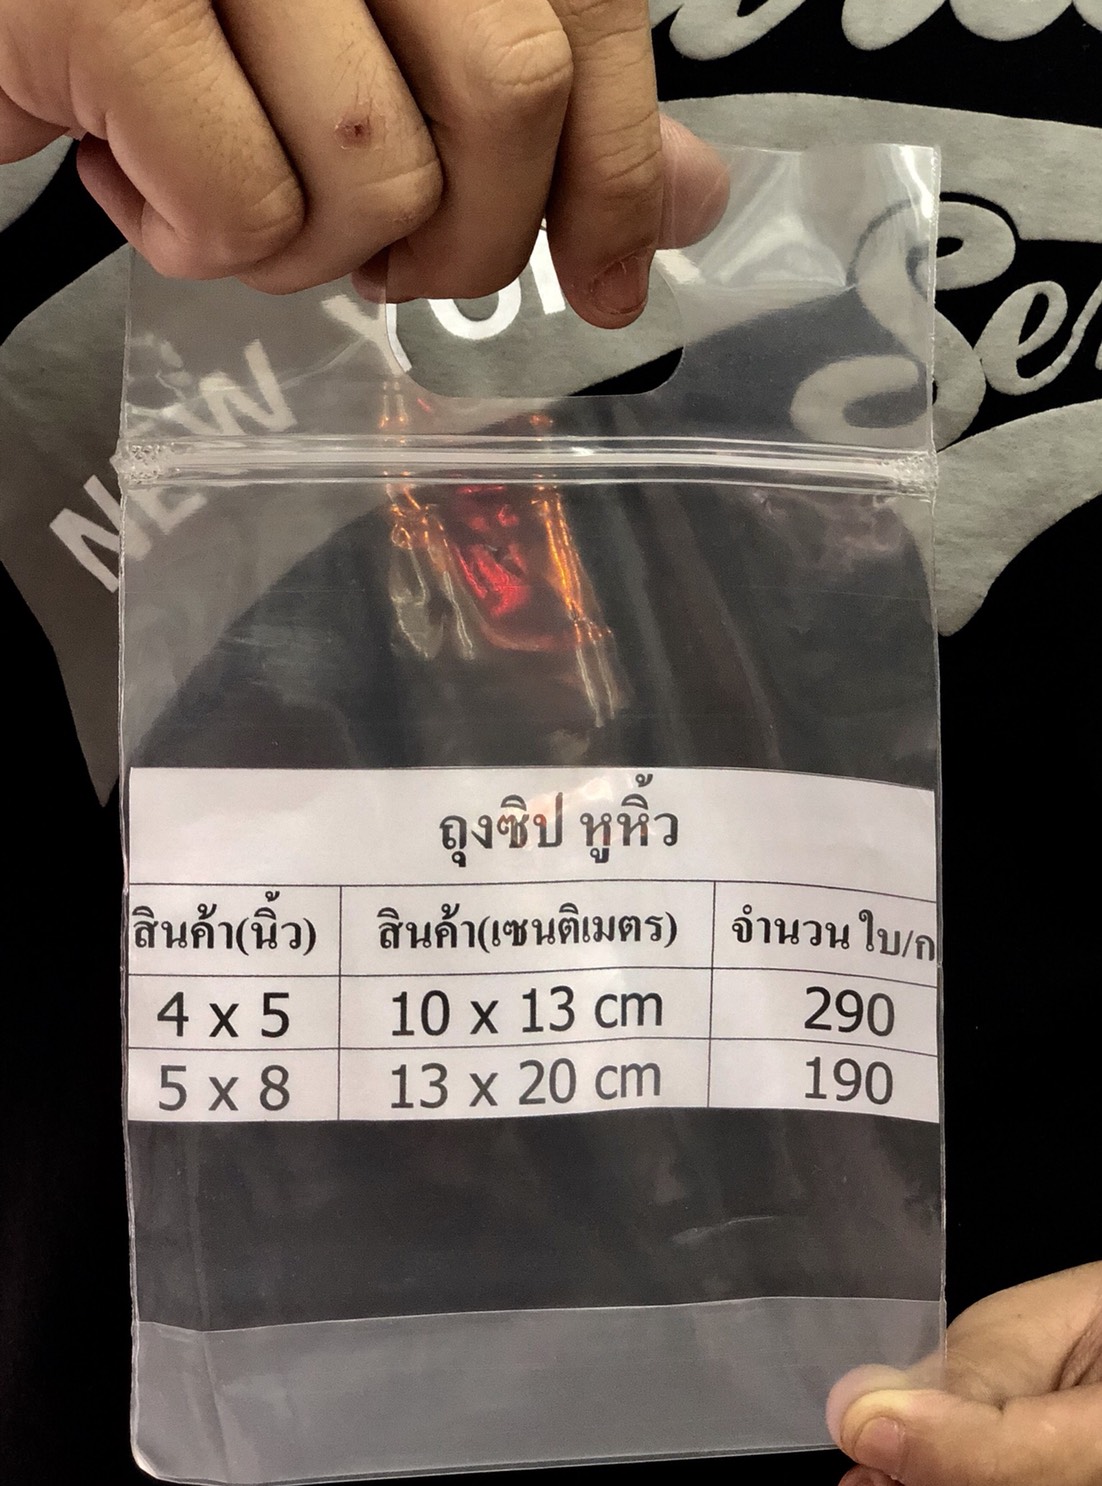 NEW YORK
Se
ถุงซิป หูหิ้ว
สินค้า(นิ้ว) สินค้า(เซนติเมตร) จำนวน ใบ/ก
4 x 5 10 x 13 cm 290
5 x 8 13 x 20 cm 190